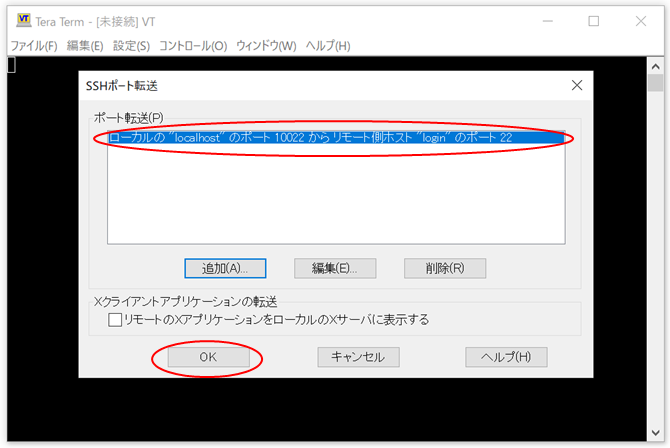 VT Tera Term - [未接続] VT
ファイル(F) 編集(E) 設定(S) コントロール(O) ウィンドウ(W) ヘルプ(H)
SSHポート転送
ポート転送(P)
ローカルの "localhost" のポート 10022 から リモート側ホスト "login" のポート 22
追加(A)... 編集(E)... 削除(R)
Xクライアントアプリケーションの転送
リモートのXアプリケーションをローカルのXサーバに表示する
OK キャンセル ヘルプ(H)